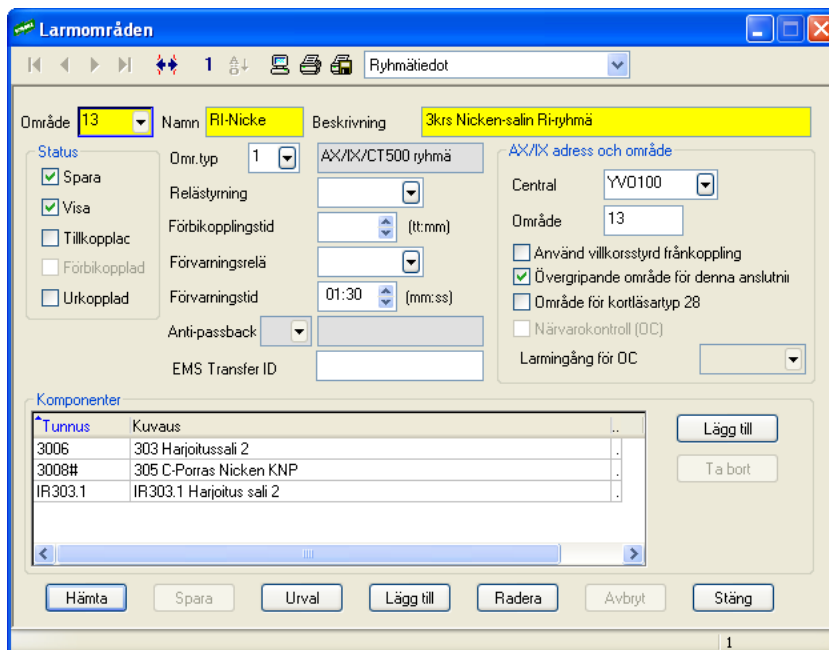 Larmområden
1 Ryhmätiedot
Område 13 Namn RI-Nicke Beskrivning 3krs Nicken-salin Ri-ryhmä
Status
Spara
Visa
Tillkopplac
Förbikopplad
Urkopplad
Omr.typ 1 AX/IX/CT500 ryhmä
Relästyrning
Förbikopplingstid (tt:mm)
Förvarningsrelä
Förvarningstid 01:30 (mm:ss)
Anti-passback
EMS Transfer ID
AX/IX adress och område
Central YVO100
Område 13
Använd villkorsstyrd frånkoppling
Övergripande område för denna anslutnii
Område för kortläsartyp 28
Närvarokontroll (OC)
Larmingång för OC
Komponenter
Tunnus Kuvaus ..
3006 303 Harjoitussali 2 .
3008# 305 C-Porras Nicken KNP .
IR303.1 IR303.1 Harjoitus sali 2 .
Lägg till
Ta bort
Hämta Spara Urval Lägg till Radera Avbryt Stäng
1